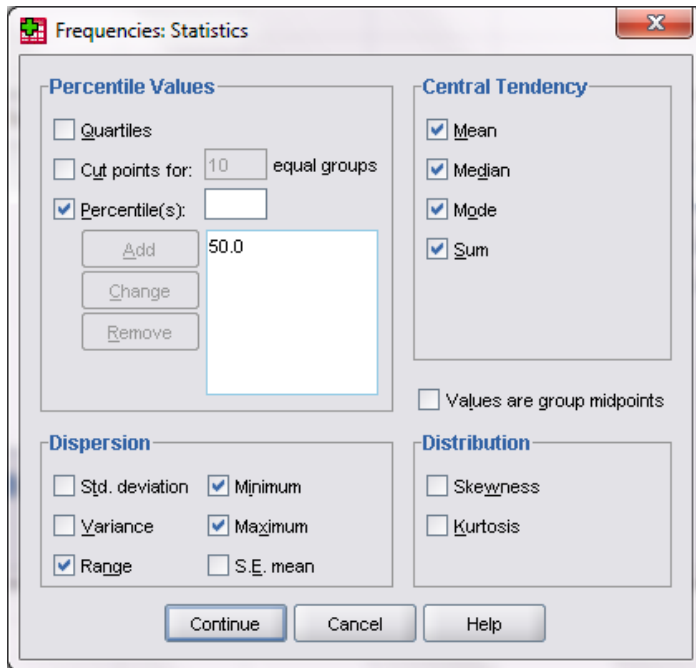 Frequencies: Statistics
Percentile Values
Quartiles
Cut points for: 10 equal groups
Percentile(s):
Add
50.0
Change
Remove
Central Tendency
Mean
Median
Mode
Sum
Values are group midpoints
Dispersion
Std. deviation
Minimum
Variance
Maximum
Range
S.E. mean
Distribution
Skewness
Kurtosis
Continue
Cancel
Help